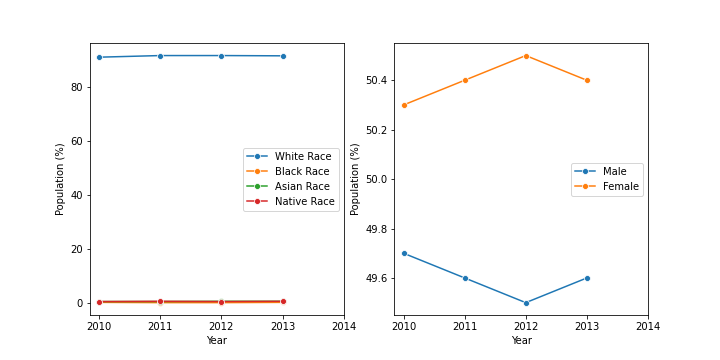 80
60
40
20
0
Population (%)
2010 2011 2012 2013 2014
Year
White Race
Black Race
Asian Race
Native Race
50.4
50.2
50.0
49.8
49.6
Population (%)
2010 2011 2012 2013 2014
Year
Male
Female